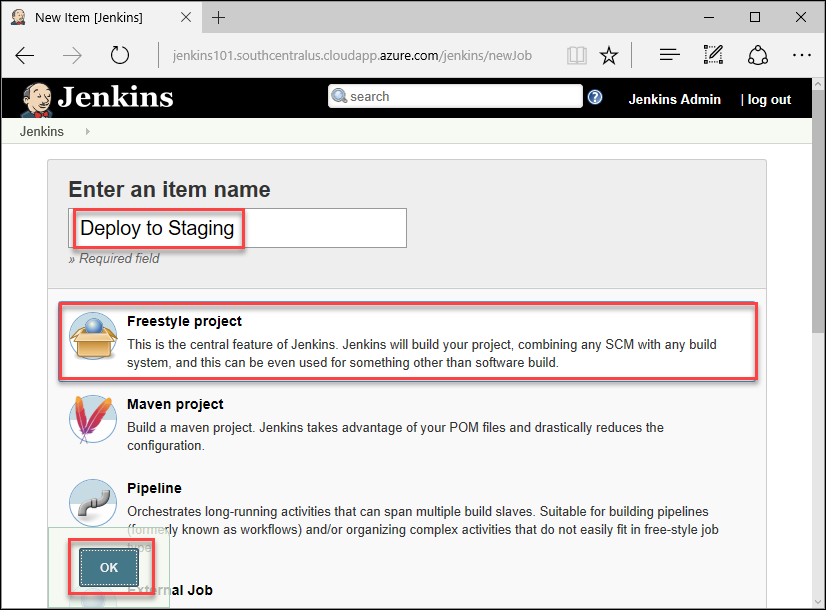 New Item [Jenkins]
jenkins101.southcentralus.cloudapp.azure.com/jenkins/newJob
Jenkins
search
Jenkins Admin
| log out
Jenkins
Enter an item name
Deploy to Staging
» Required field
Freestyle project
This is the central feature of Jenkins. Jenkins will build your project, combining any SCM with any build
system, and this can be even used for something other than software build.
Maven project
Build a maven project. Jenkins takes advantage of your POM files and drastically reduces the
configuration.
Pipeline
Orchestrates long-running activities that can span multiple build slaves. Suitable for building pipelines
(formerly known as workflows) and/or organizing complex activities that do not easily fit in free-style job
type.
OK
External Job